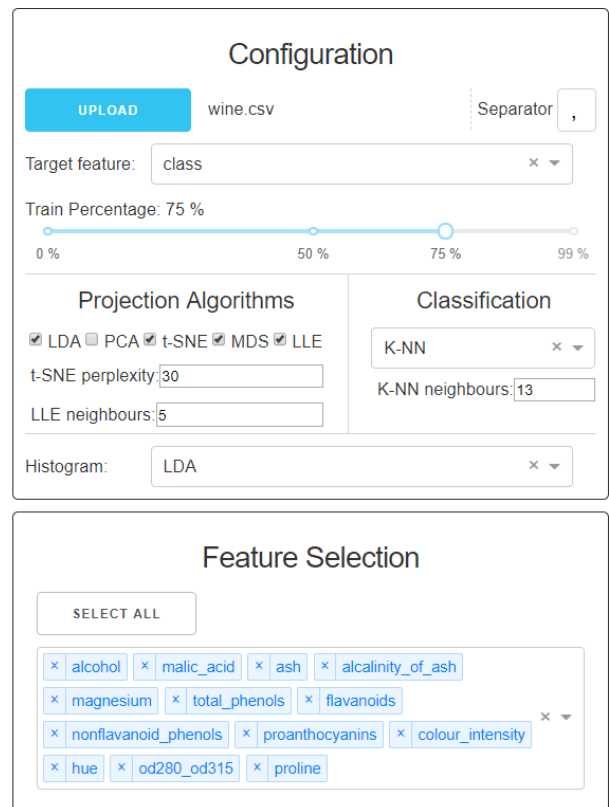 Configuration
UPLOAD wine.csv Separator ,
Target feature: class × 
Train Percentage: 75 %
0 % 50 % 75 % 99 %
Projection Algorithms Classification
LDA PCA t-SNE MDS LLE
K-NN ×
t-SNE perplexity: 30
K-NN neighbours: 13
LLE neighbours: 5
Histogram: LDA ×
Feature Selection
SELECT ALL
× alcohol × malic_acid × ash × alcalinity_of_ash
× magnesium × total_phenols × flavanoids
×
× nonflavanoid_phenols × proanthocyanins × colour_intensity
× hue × od280_od315 × proline